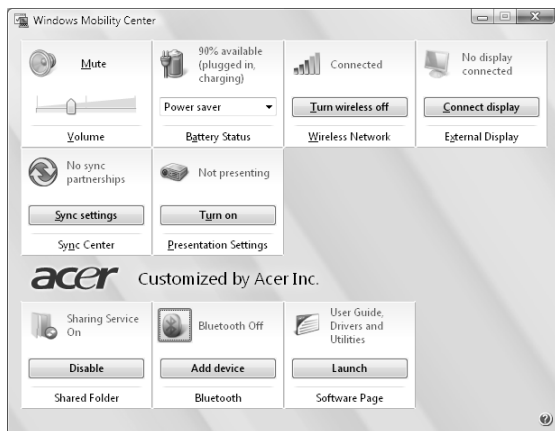 Windows Mobility Center
Mute
Volume
90% available
(plugged in,
charging)
Power saver
Battery Status
Connected
Turn wireless off
Wireless Network
No display
connected
Connect display
External Display
No sync
partnerships
Sync settings
Sync Center
Not presenting
Turn on
Presentation Settings
acer Customized by Acer Inc.
Sharing Service
On
Disable
Shared Folder
Bluetooth Off
Add device
Bluetooth
User Guide,
Drivers and
Utilities
Launch
Software Page